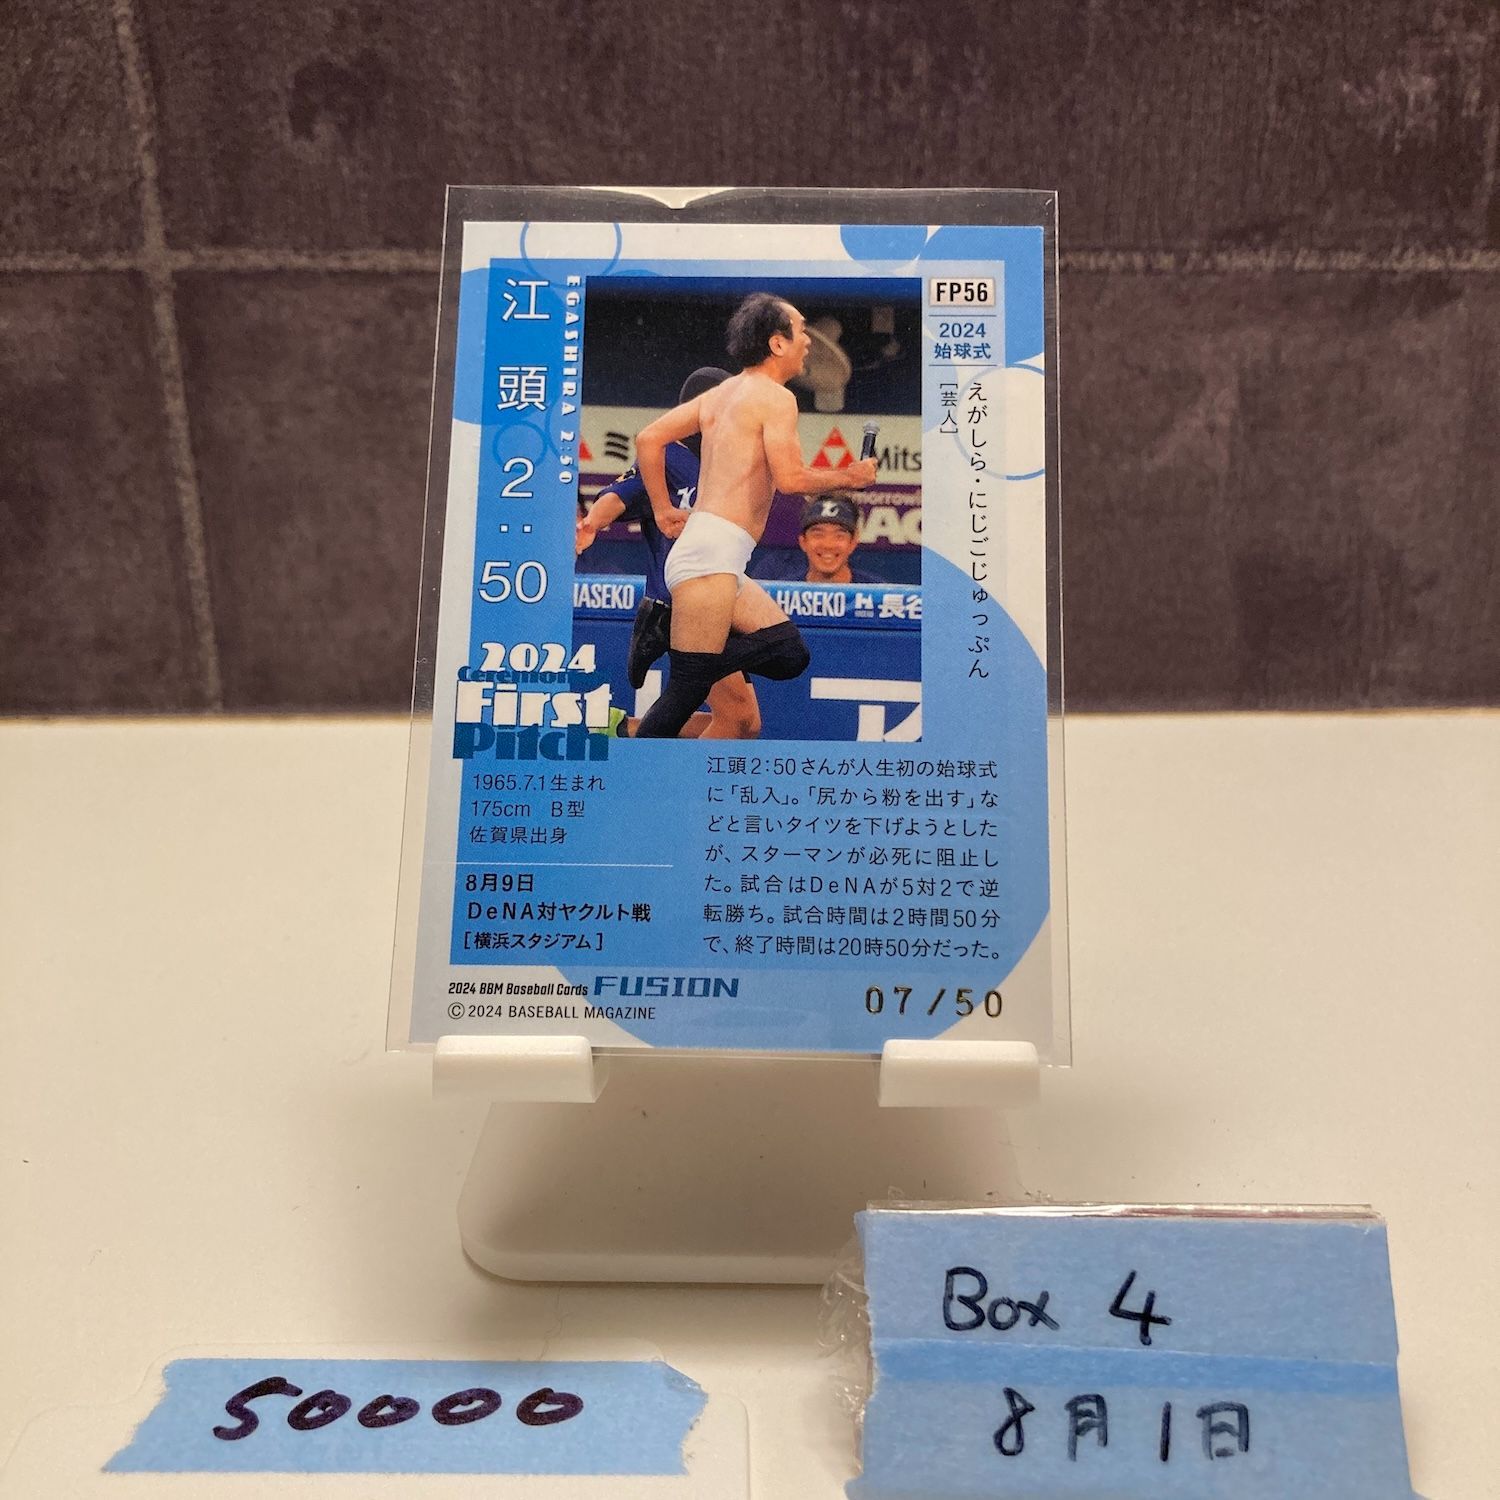 江頭2:50
EGASHIRA 2:50
FP56
2024
始球式
えがしら・にじごじゅっぷん
[芸人]
ミ
Mits
HASEKO
HASEKO 長谷
2024
Ceremonial
First
Pitch
1965.7.1生まれ
175cm B型
佐賀県出身
8月9日
DeNA対ヤクルト戦
[横浜スタジアム]
江頭2:50さんが人生初の始球式
に「乱入」。「尻から粉を出す」な
どと言いタイツを下げようとした
が、スターマンが必死に阻止し
た。試合はDeNAが5対2で逆
転勝ち。試合時間は2時間50分
で、終了時間は20時50分だった。
2024 BBM Baseball Cards FUSION
©2024 BASEBALL MAGAZINE
07/50
Box 4
8月1日
50000